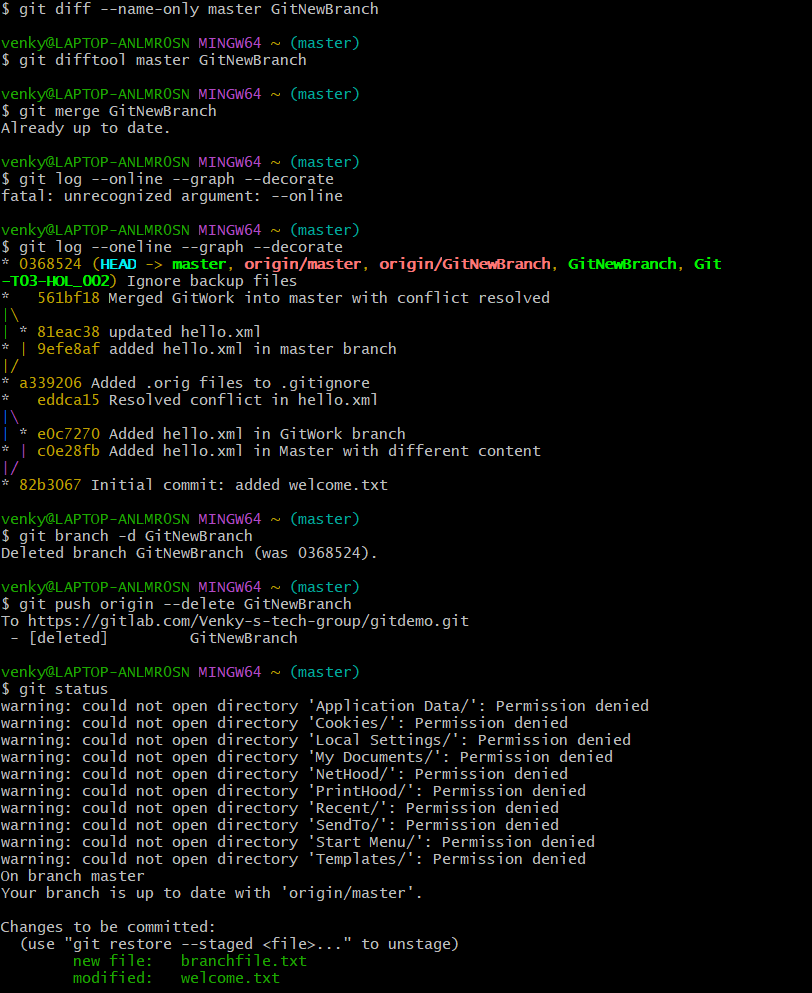 $ git diff --name-only master GitNewBranch

venky@LAPTOP-ANLMR0SN MINGW64 ~ (master)
$ git difftool master GitNewBranch

venky@LAPTOP-ANLMR0SN MINGW64 ~ (master)
$ git merge GitNewBranch
Already up to date.

venky@LAPTOP-ANLMR0SN MINGW64 ~ (master)
$ git log --online --graph --decorate
fatal: unrecognized argument: --online

venky@LAPTOP-ANLMR0SN MINGW64 ~ (master)
$ git log --oneline --graph --decorate
* 0368524 (HEAD -> master, origin/master, origin/GitNewBranch, GitNewBranch, Git
-T03-HOL_002) Ignore backup files
*   561bf18 Merged GitWork into master with conflict resolved
|\
| * 81eac38 updated hello.xml
* | 9efe8af added hello.xml in master branch
|/
* a339206 Added .orig files to .gitignore
*   eddca15 Resolved conflict in hello.xml
|\
| * e0c7270 Added hello.xml in GitWork branch
* | c0e28fb Added hello.xml in Master with different content
|/
* 82b3067 Initial commit: added welcome.txt

venky@LAPTOP-ANLMR0SN MINGW64 ~ (master)
$ git branch -d GitNewBranch
Deleted branch GitNewBranch (was 0368524).

venky@LAPTOP-ANLMR0SN MINGW64 ~ (master)
$ git push origin --delete GitNewBranch
To https://gitlab.com/Venky-s-tech-group/gitdemo.git
 - [deleted]         GitNewBranch

venky@LAPTOP-ANLMR0SN MINGW64 ~ (master)
$ git status
warning: could not open directory 'Application Data/': Permission denied
warning: could not open directory 'Cookies/': Permission denied
warning: could not open directory 'Local Settings/': Permission denied
warning: could not open directory 'My Documents/': Permission denied
warning: could not open directory 'NetHood/': Permission denied
warning: could not open directory 'PrintHood/': Permission denied
warning: could not open directory 'Recent/': Permission denied
warning: could not open directory 'SendTo/': Permission denied
warning: could not open directory 'Start Menu/': Permission denied
warning: could not open directory 'Templates/': Permission denied
On branch master
Your branch is up to date with 'origin/master'.

Changes to be committed:
  (use "git restore --staged <file>..." to unstage)
        new file:   branchfile.txt
        modified:   welcome.txt